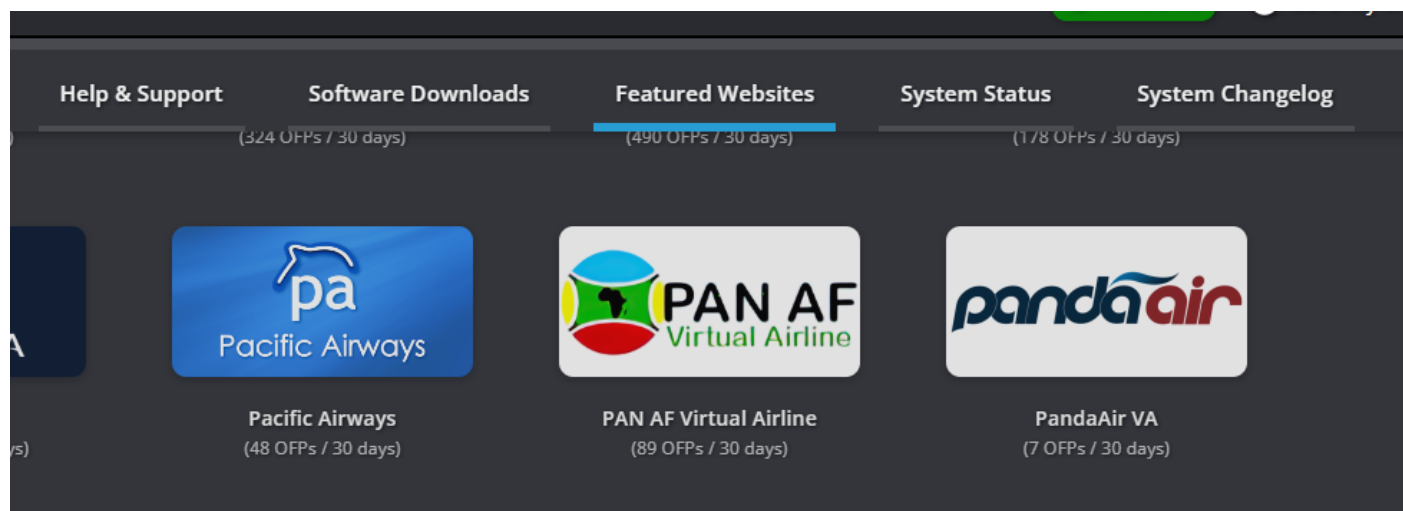 Help & Support
Software Downloads
Featured Websites
System Status
System Changelog
(324 OFPs / 30 days)
(490 OFPs / 30 days)
(178 OFPs / 30 days)
A
pa
Pacific Airways
PAN AF
Virtual Airline
pandaair
Pacific Airways
PAN AF Virtual Airline
PandaAir VA
ys)
(48 OFPs / 30 days)
(89 OFPs / 30 days)
(7 OFPs / 30 days)